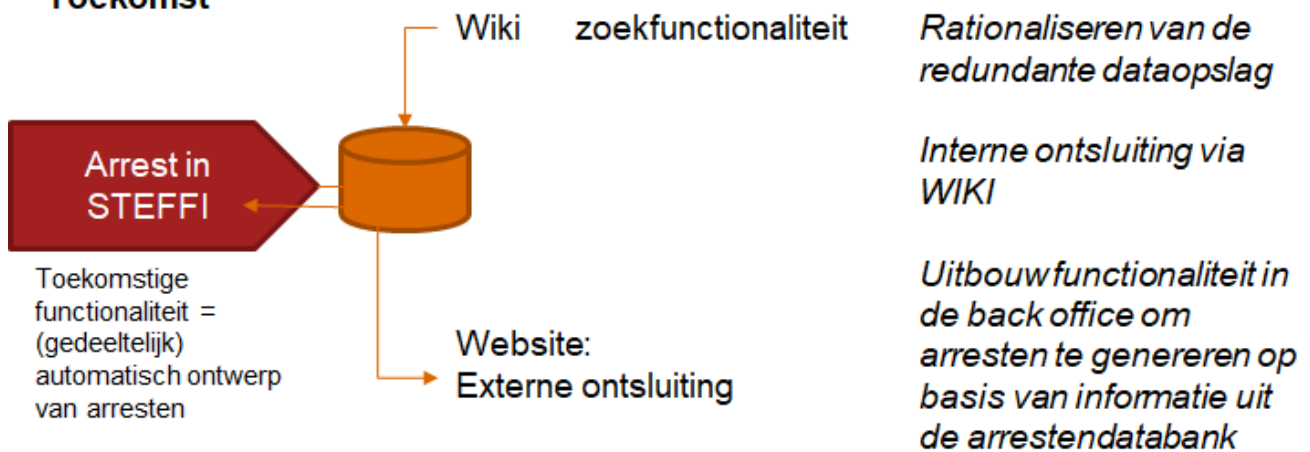 Toekomst
Wiki zoekfunctionaliteit
Arrest in
STEFFI
Toekomstige
functionaliteit =
(gedeeltelijk)
automatisch ontwerp
van arresten
Website:
Externe ontsluiting
Rationaliseren van de
redundante dataopslag
Interne ontsluiting via
WIKI
Uitbouw functionaliteit in
de back office om
arresten te genereren op
basis van informatie uit
de arrestendatabank